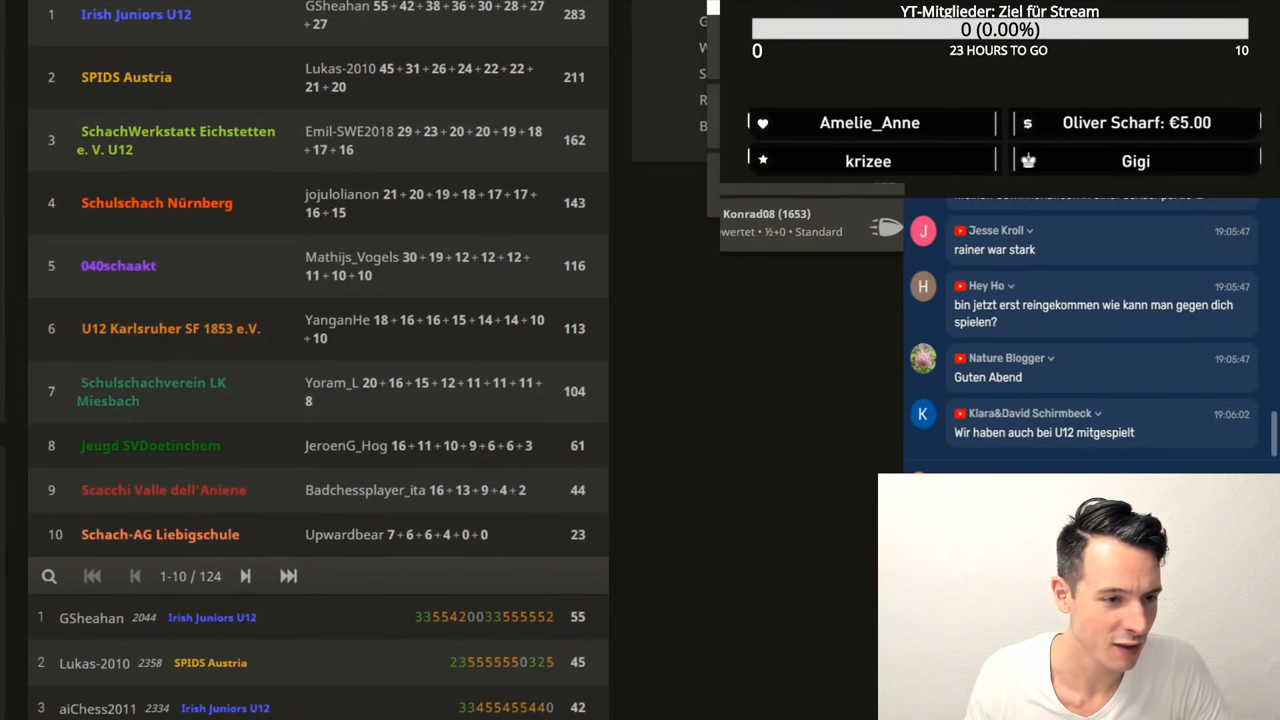 1 Irish Juniors U12 GSheahan 55+42+38+36+30+28+27 283
+27
2 SPIDS Austria Lukas-2010 45+31+26+24+22+22+ 211
21+20
3 SchachWerkstatt Eichstetten e. V. U12 Emil-SWE2018 29+23+20+20+19+18 162
+17+16
4 Schulschach Nürnberg jojulolianon 21+20+19+18+17+17+ 143
16+15
5 040schaakt Mathijs_Vogels 30+19+12+12+12+ 116
11+10+10
6 U12 Karlsruher SF 1853 e.V. YanganHe 18+16+16+15+14+14+10 113
+10
7 Schulschachverein LK Miesbach Yoram_L 20+16+15+12+11+11+11+ 104
8
8 Jeugd SVDoetinchem JeroenG_Hog 16+11+10+9+6+6+3 61
9 Scacchi Valle dell'Aniene Badchessplayer_ita 16+13+9+4+2 44
10 Schach-AG Liebigschule Upwardbear 7+6+6+4+0+0 23
1-10 / 124
1 GSheahan 2044 Irish Juniors U12 3355420033555552 55
2 Lukas-2010 2358 SPIDS Austria 235555550325 45
3 aiChess2011 2334 Irish Juniors U12 33455455440 42
G
W
S
R
B
YT-Mitglieder: Ziel für Stream
0 (0.00%)
0 23 HOURS TO GO 10
Amelie_Anne
$ Oliver Scharf: €5.00
krizee
Gigi
Konrad08 (1653)
ewertet • ½+0 • Standard
J Jesse Kroll 19:05:47
rainer war stark
H Hey Ho 19:05:47
bin jetzt erst reingekommen wie kann man gegen dich
spielen?
Nature Blogger 19:05:47
Guten Abend
K Klara&David Schirmbeck 19:06:02
Wir haben auch bei U12 mitgespielt